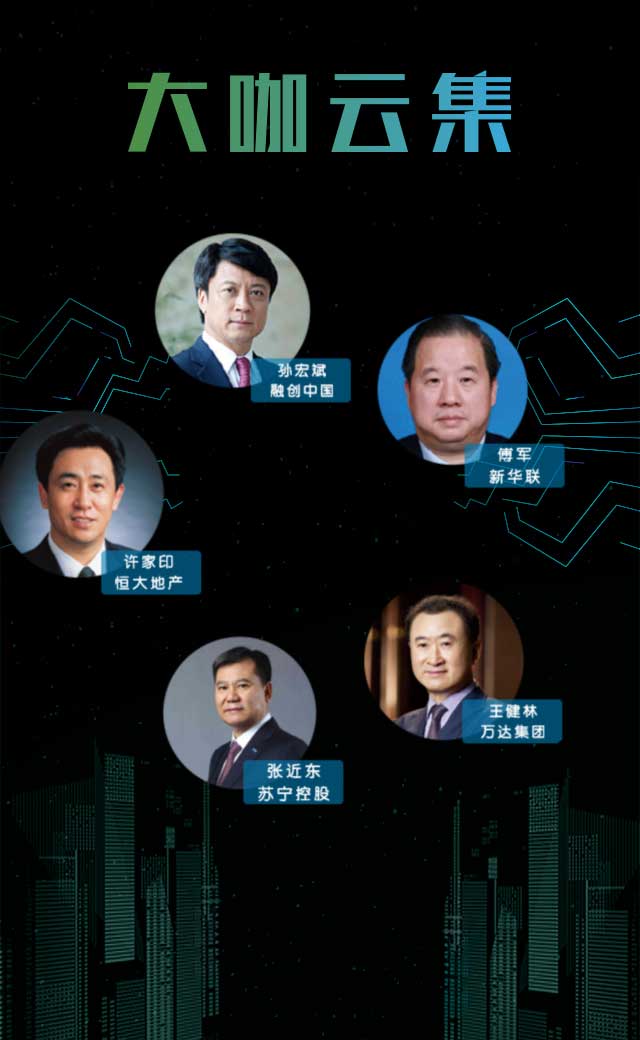 大咖云集
孙宏斌
融创中国
傅军
新华联
许家印
恒大地产
王健林
万达集团
张近东
苏宁控股